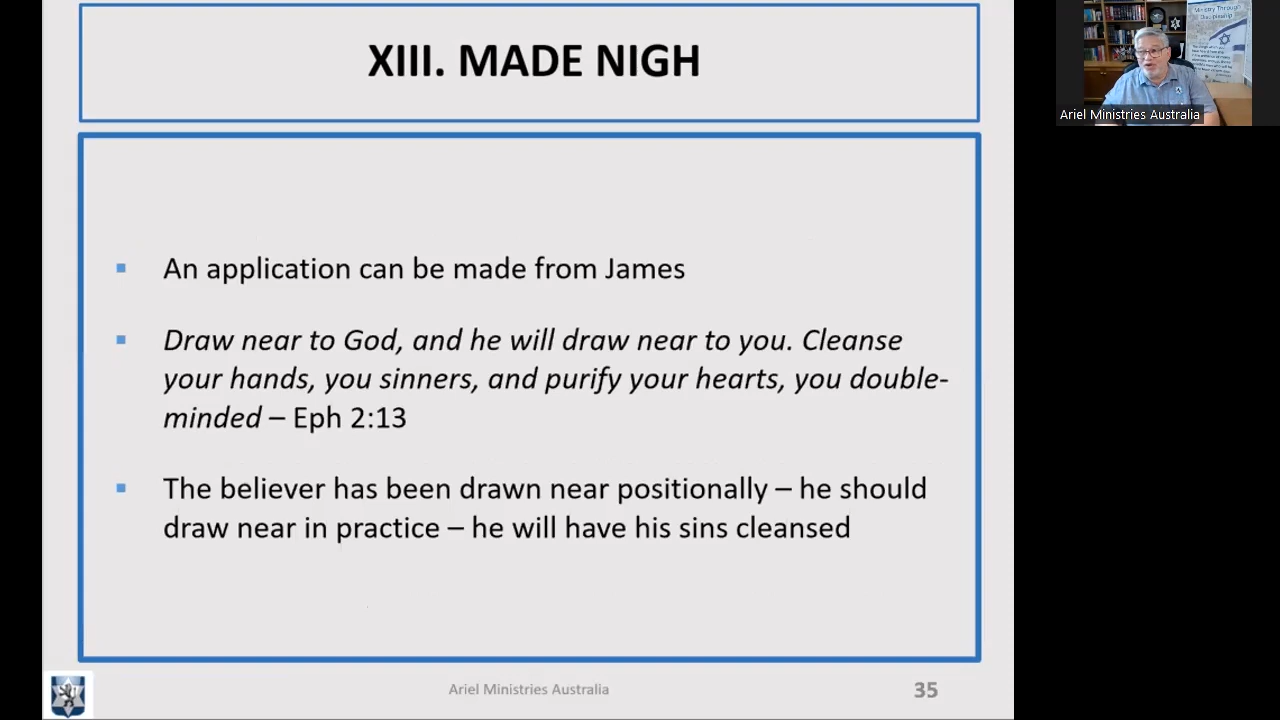 XIII. MADE NIGH
An application can be made from James
Draw near to God, and he will draw near to you. Cleanse
your hands, you sinners, and purify your hearts, you double-
minded – Eph 2:13
The believer has been drawn near positionally – he should
draw near in practice – he will have his sins cleansed
Ariel Ministries Australia
35
Ministry Through
Discipleship
Ariel Ministries Australia